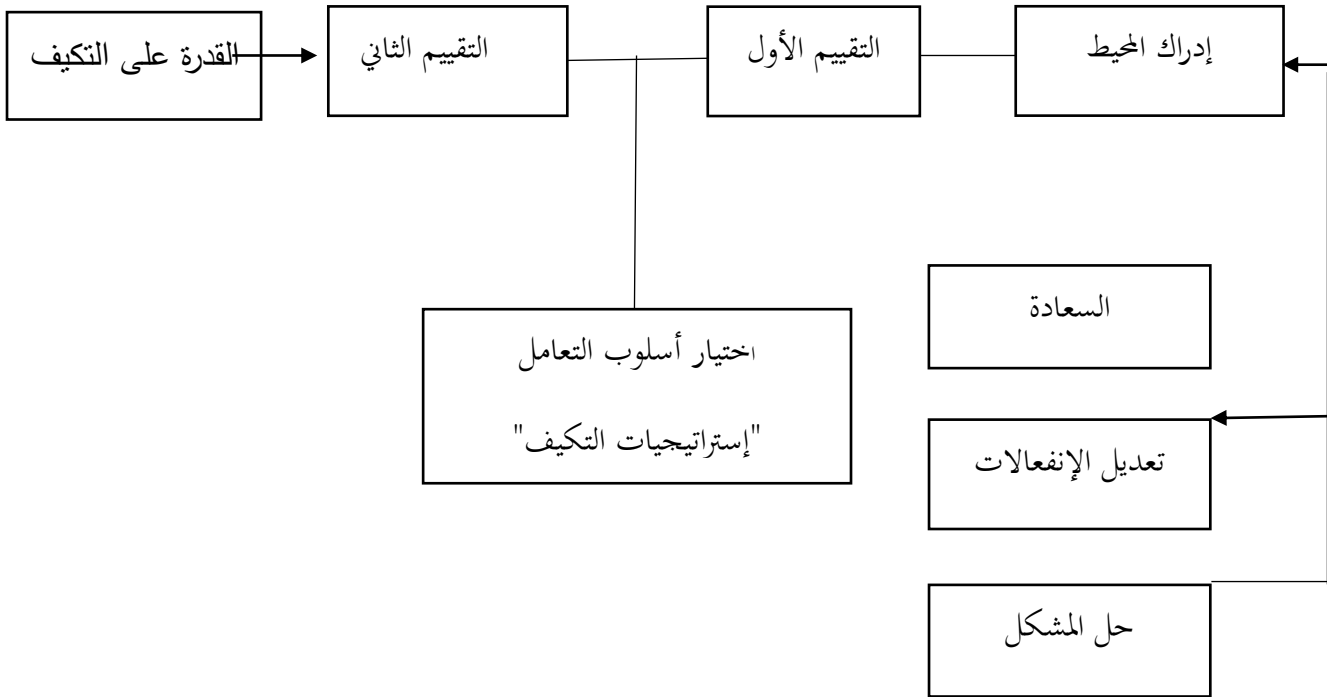 إدراك المحيط
التقييم الأول
التقييم الثاني
القدرة على التكيف
السعادة
اختيار أسلوب التعامل
"إستراتيجيات التكيف"
تعديل الإنفعالات
حل المشكل